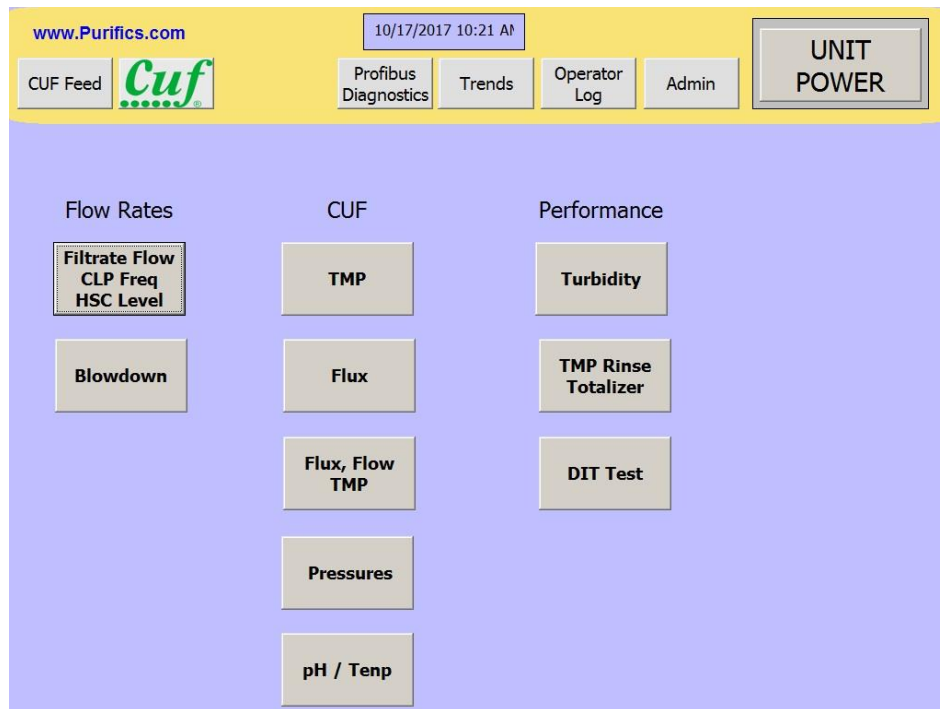 www.Purifics.com
10/17/2017 10:21 AM
CUF Feed
Cuf
®
Profibus
Diagnostics
Trends
Operator
Log
Admin
UNIT
POWER
Flow Rates
CUF
Performance
Filtrate Flow
CLP Freq
HSC Level
TMP
Turbidity
Blowdown
Flux
TMP Rinse
Totalizer
Flux, Flow
TMP
DIT Test
Pressures
pH / Tenp